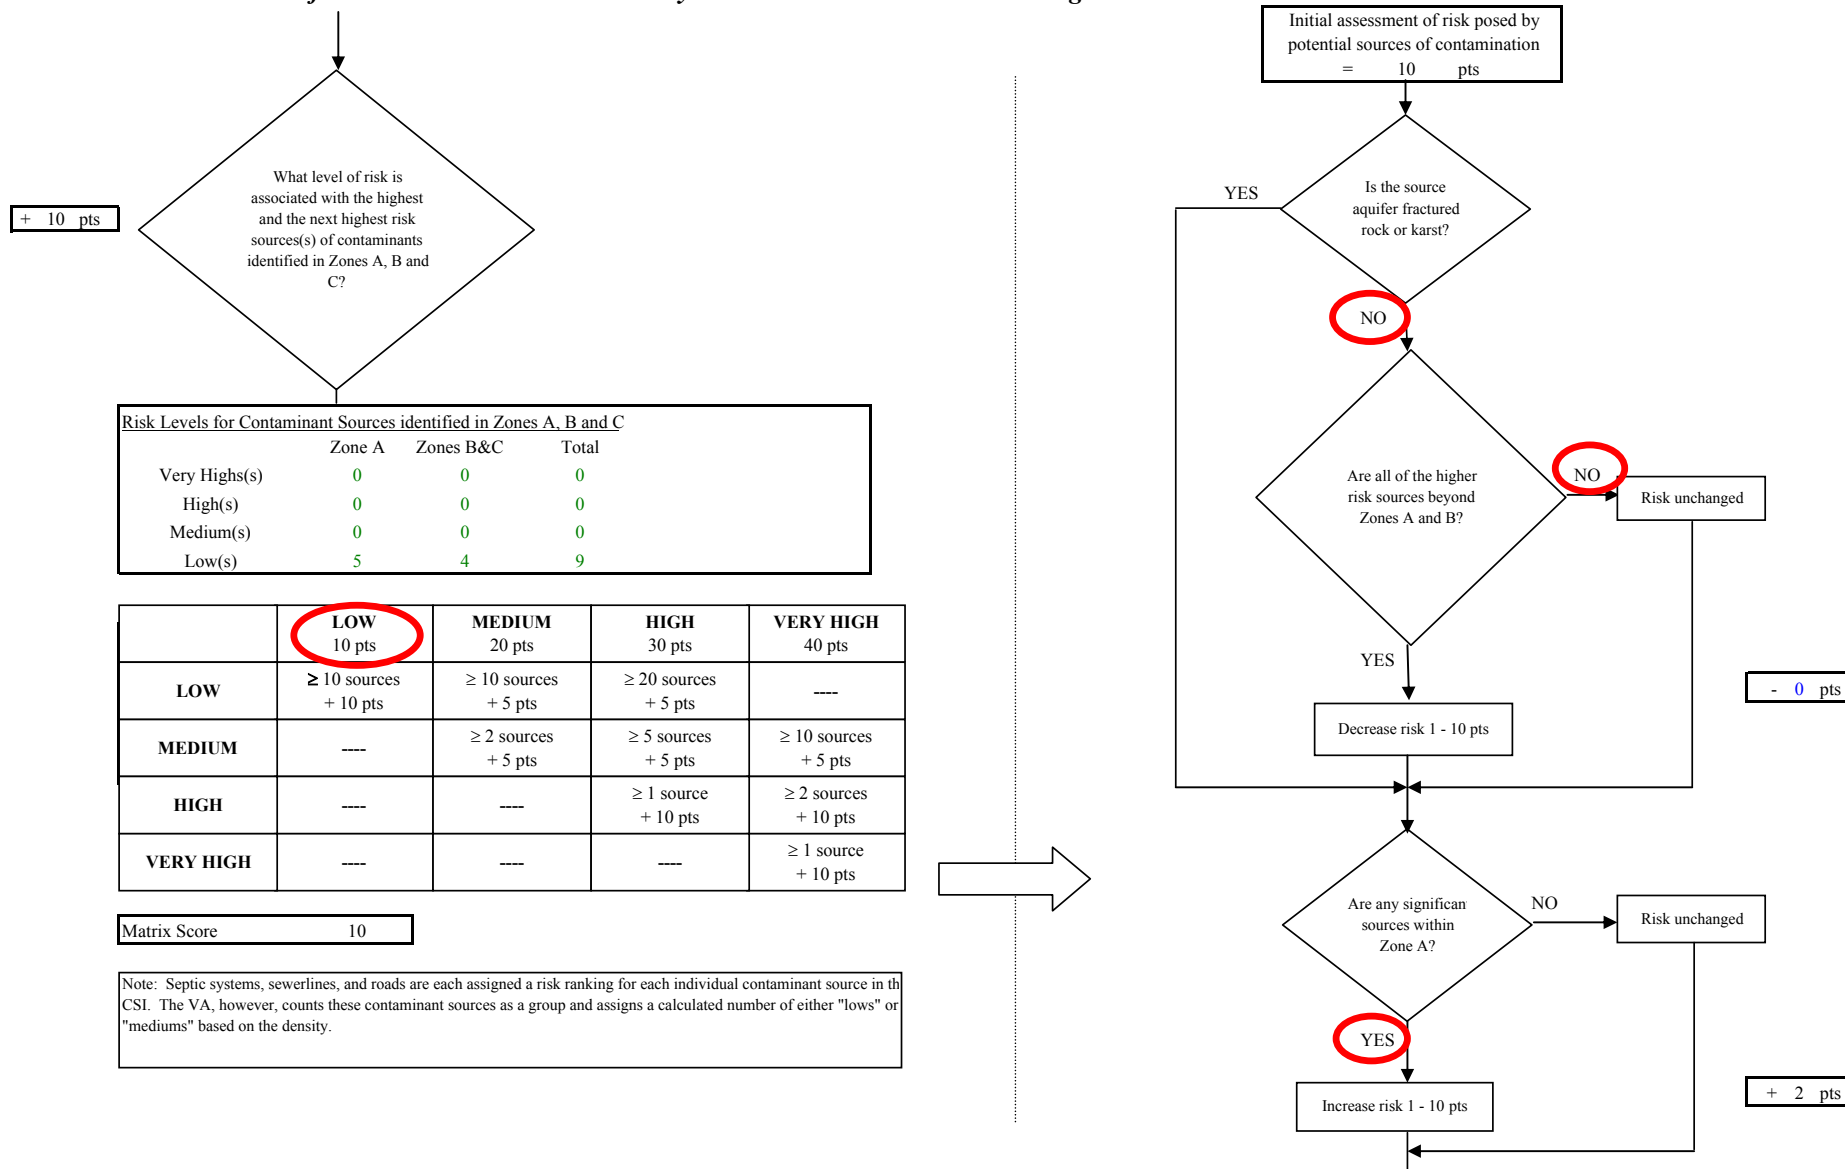 What level of risk is
associated with the highest
and the next highest risk
sources(s) of contaminants
identified in Zones A, B and
C?
+ 10 pts
Risk Levels for Contaminant Sources identified in Zones A, B and C
Zone A Zones B&C Total
Very Highs(s) 0 0 0
High(s) 0 0 0
Medium(s) 0 0 0
Low(s) 5 4 9
LOW MEDIUM HIGH VERY HIGH
10 pts 20 pts 30 pts 40 pts
LOW ≥ 10 sources ≥ 10 sources ≥ 20 sources ----
+ 10 pts + 5 pts + 5 pts
MEDIUM ---- ≥ 2 sources ≥ 5 sources ≥ 10 sources
+ 5 pts + 5 pts + 5 pts
HIGH ---- ---- ≥ 1 source ≥ 2 sources
+ 10 pts + 10 pts
VERY HIGH ---- ---- ---- ≥ 1 source
+ 10 pts
Matrix Score 10
Note: Septic systems, sewerlines, and roads are each assigned a risk ranking for each individual contaminant source in th
CSI. The VA, however, counts these contaminant sources as a group and assigns a calculated number of either "lows" or
"mediums" based on the density.
Initial assessment of risk posed by
potential sources of contamination
= 10 pts
Is the source
aquifer fractured
rock or karst?
YES
NO
Are all of the higher
risk sources beyond
Zones A and B?
NO
Risk unchanged
YES
- 0 pts
Decrease risk 1 - 10 pts
Are any significan
sources within
Zone A?
NO
Risk unchanged
YES
+ 2 pts
Increase risk 1 - 10 pts